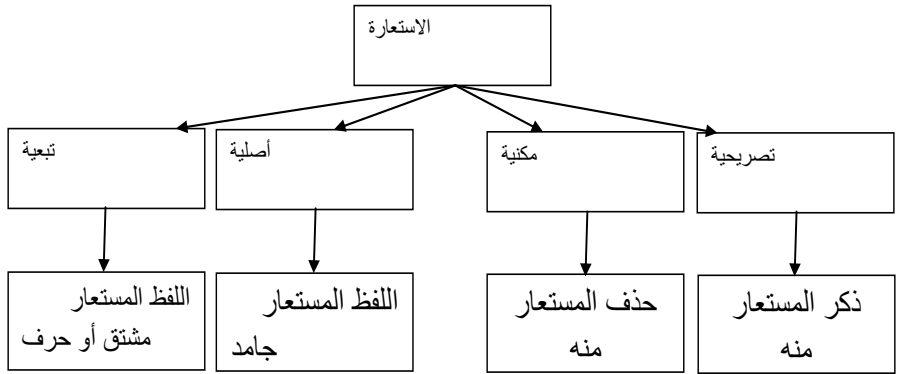 الاستعارة
تصريحية
مكنية
أصلية
تبعية
ذكر المستعار
منه
حذف المستعار
منه
اللفظ المستعار
جامد
اللفظ المستعار
مشتق أو حرف